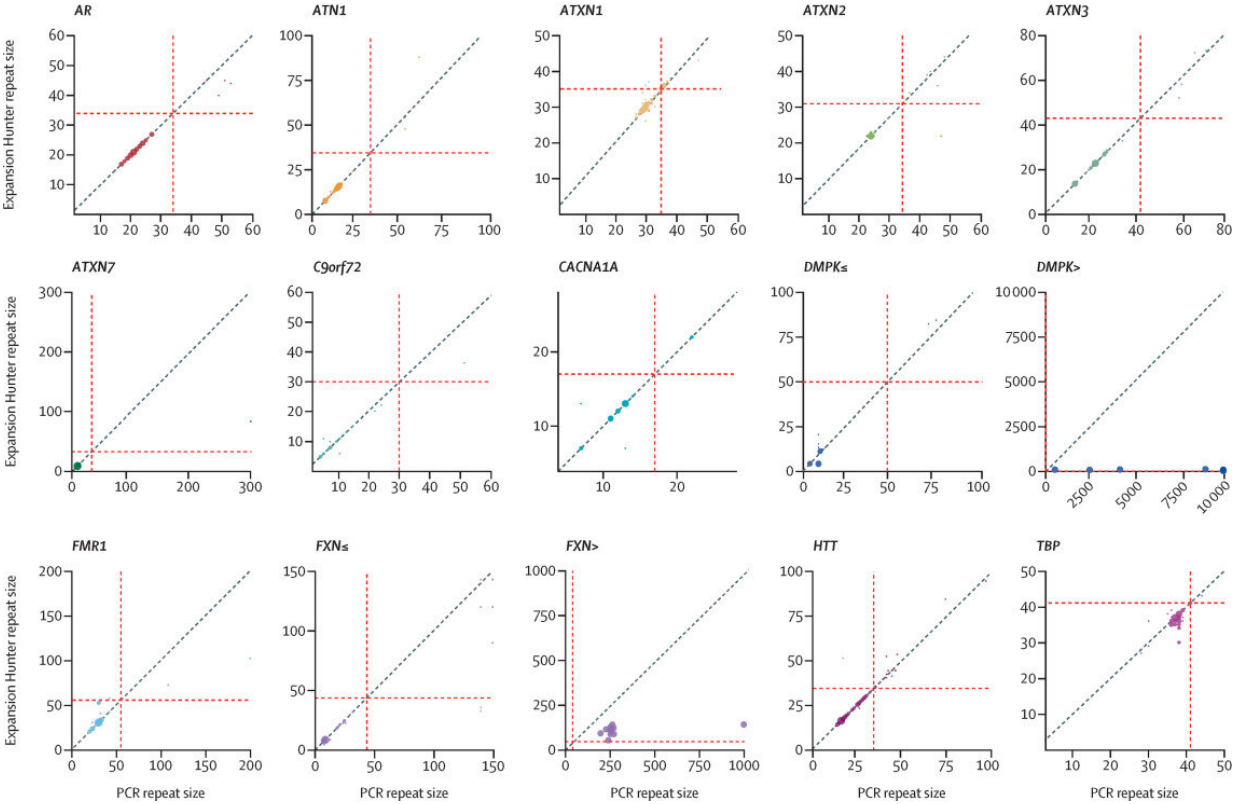 AR ATN1 ATXN1 ATXN2 ATXN3
Expansion Hunter repeat size
60 50 40 30 20 10
10 20 30 40 50 60
100 75 50 25 0
0 25 50 75 100
50 40 30 20 10
10 20 30 40 50 60
50 40 30 20 10
10 20 30 40 50 60
80 60 40 20 0
0 20 40 60 80
ATXN7 C9orf72 CACNA1A DMPK≤ DMPK>
Expansion Hunter repeat size
300 200 100 0
0 100 200 300
60 50 40 30 20 10
10 20 30 40 50 60
20 10
10 20
100 75 50 25 0
0 25 50 75 100
10 000 7500 5000 2500 0
0 2500 5000 7500 10 000
FMR1 FXN≤ FXN> HTT TBP
Expansion Hunter repeat size
200 150 100 50 0
0 50 100 150 200
PCR repeat size
150 100 50 0
0 50 100 150
PCR repeat size
1000 750 500 250 0
0 250 500 750 1000
PCR repeat size
100 75 50 25 0
0 25 50 75 100
PCR repeat size
50 40 30 20 10
10 20 30 40 50
PCR repeat size